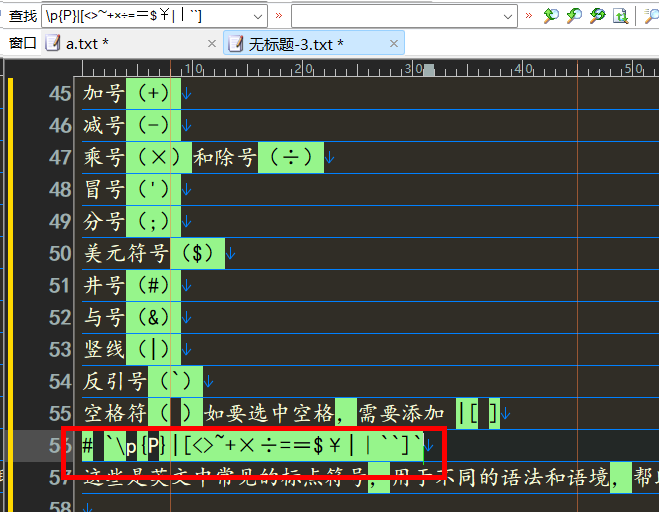 查找 \p{P}|[<>~+×÷=＝$￥|｜``]
窗口 a.txt * × 无标题-3.txt * ×
10 20 30 40 50
45 加号（+）↓
46 减号（-）↓
47 乘号（×）和除号（÷）↓
48 冒号（'）↓
49 分号（;）↓
50 美元符号（$）↓
51 井号（#）↓
52 与号（&）↓
53 竖线（|）↓
54 反引号（`）↓
55 空格符（ ）如要选中空格，需要添加 |[ ]↓
56 # `\p{P}|[<>~+×÷=＝$￥|｜``]`↓
57 这些是英文中常见的标点符号，用于不同的语法和语境，帮
58 ↓